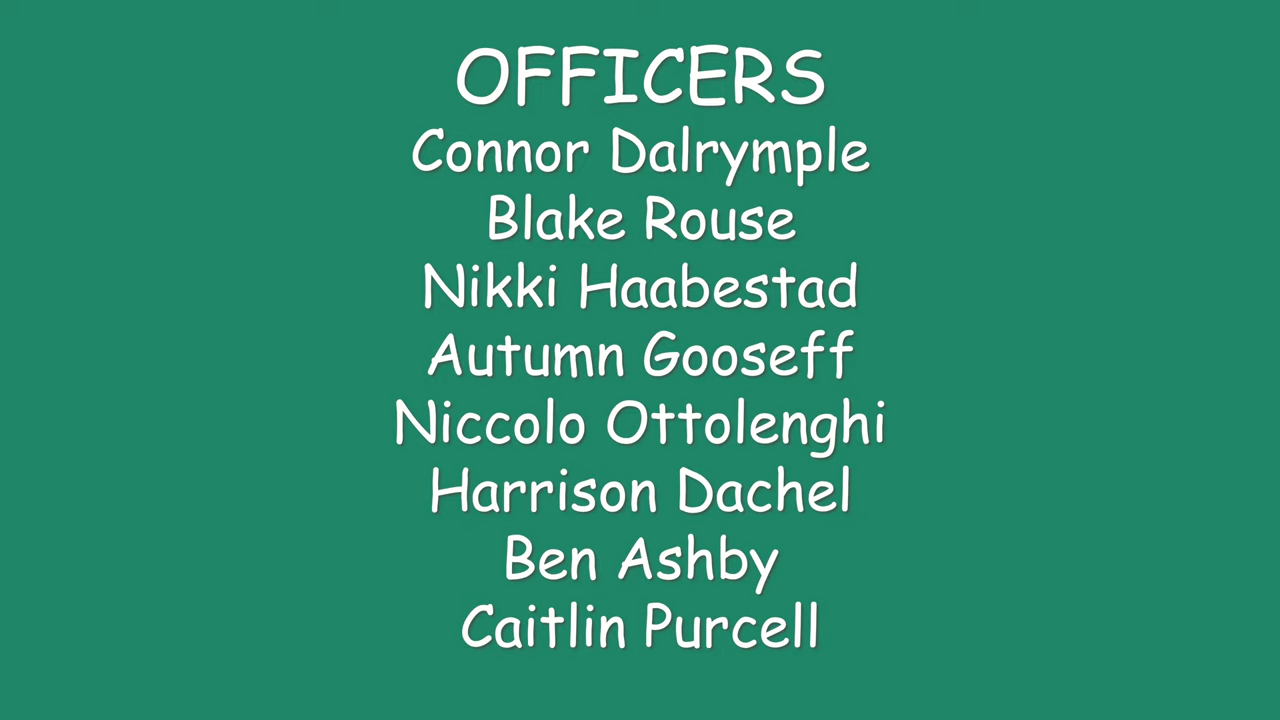 OFFICERS
Connor Dalrymple
Blake Rouse
Nikki Haabestad
Autumn Gooseff
Niccolo Ottolenghi
Harrison Dachel
Ben Ashby
Caitlin Purcell